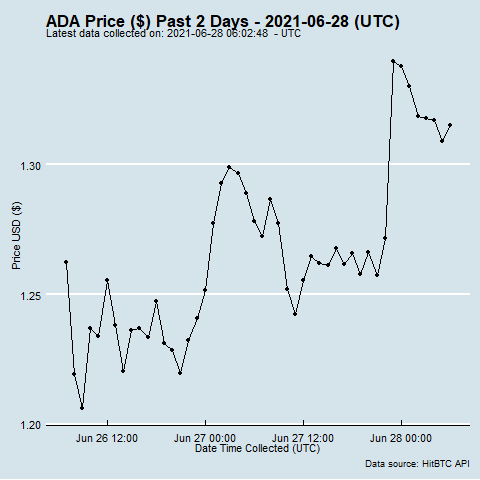 ADA Price ($) Past 2 Days - 2021-06-28 (UTC)
Latest data collected on: 2021-06-28 06:02:48 - UTC
Price USD ($)
1.30
1.25
1.20
Jun 26 12:00 Jun 27 00:00 Jun 27 12:00 Jun 28 00:00
Date Time Collected (UTC)
Data source: HitBTC API